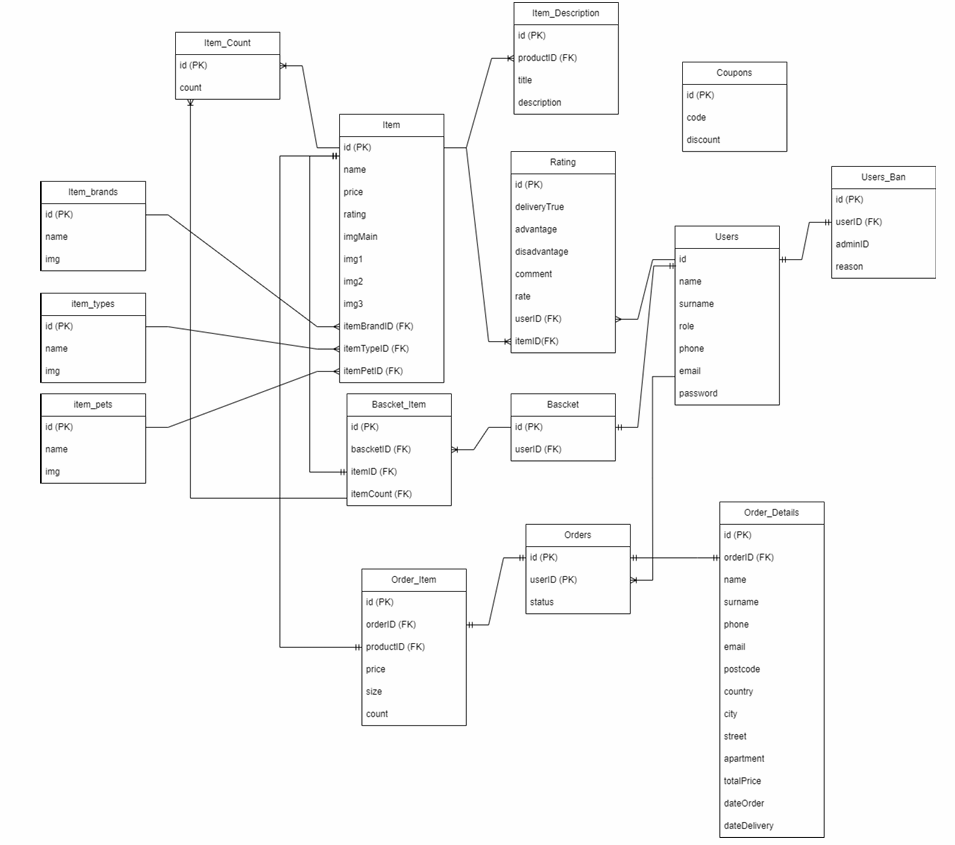 Item_Description
id (PK)
productID (FK)
title
description
Item_Count
id (PK)
count
Coupons
id (PK)
code
discount
Item
id (PK)
name
price
rating
imgMain
img1
img2
img3
itemBrandID (FK)
itemTypeID (FK)
itemPetID (FK)
Rating
id (PK)
deliveryTrue
advantage
disadvantage
comment
rate
userID (FK)
itemID(FK)
Users_Ban
id (PK)
userID (FK)
adminID
reason
Item_brands
id (PK)
name
img
Users
id
name
surname
role
phone
email
password
item_types
id (PK)
name
img
item_pets
id (PK)
name
img
Bascket_Item
id (PK)
bascketID (FK)
itemID (FK)
itemCount (FK)
Bascket
id (PK)
userID (FK)
Order_Details
id (PK)
orderID (FK)
name
surname
phone
email
postcode
country
city
street
apartment
totalPrice
dateOrder
dateDelivery
Orders
id (PK)
userID (PK)
status
Order_Item
id (PK)
orderID (FK)
productID (FK)
price
size
count